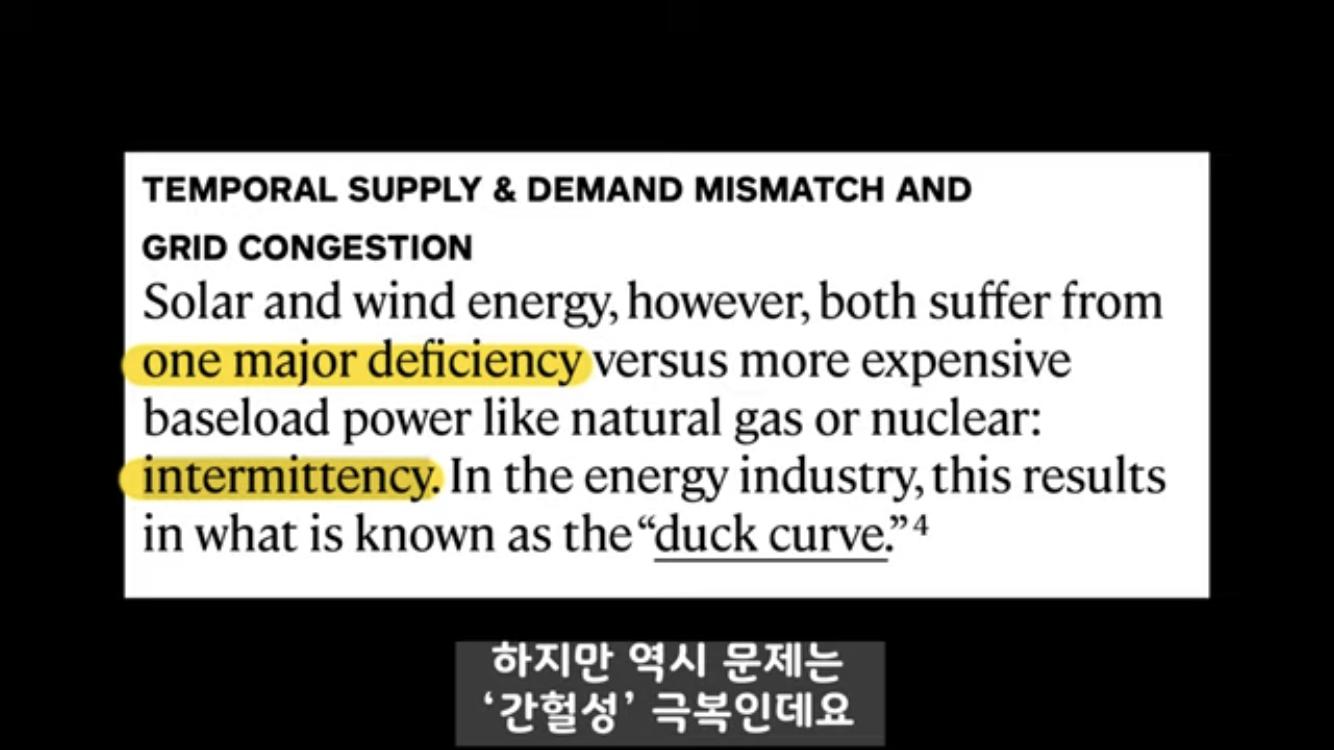 TEMPORAL SUPPLY & DEMAND MISMATCH AND
GRID CONGESTION
Solar and wind energy, however, both suffer from
one major deficiency versus more expensive
baseload power like natural gas or nuclear:
intermittency. In the energy industry, this results
in what is known as the “duck curve.”⁴
하지만 역시 문제는
‘간헐성’ 극복인데요